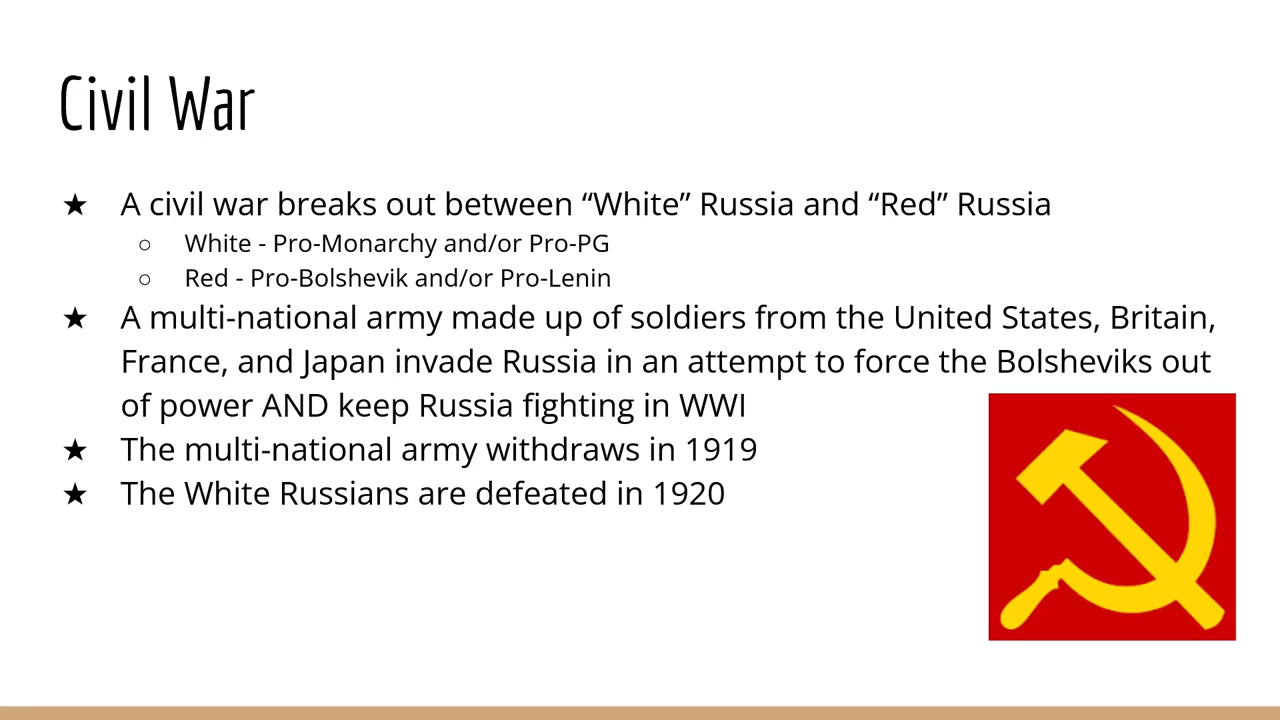 Civil War
★ A civil war breaks out between “White” Russia and “Red” Russia
○ White - Pro-Monarchy and/or Pro-PG
○ Red - Pro-Bolshevik and/or Pro-Lenin
★ A multi-national army made up of soldiers from the United States, Britain,
France, and Japan invade Russia in an attempt to force the Bolsheviks out
of power AND keep Russia fighting in WWI
★ The multi-national army withdraws in 1919
★ The White Russians are defeated in 1920